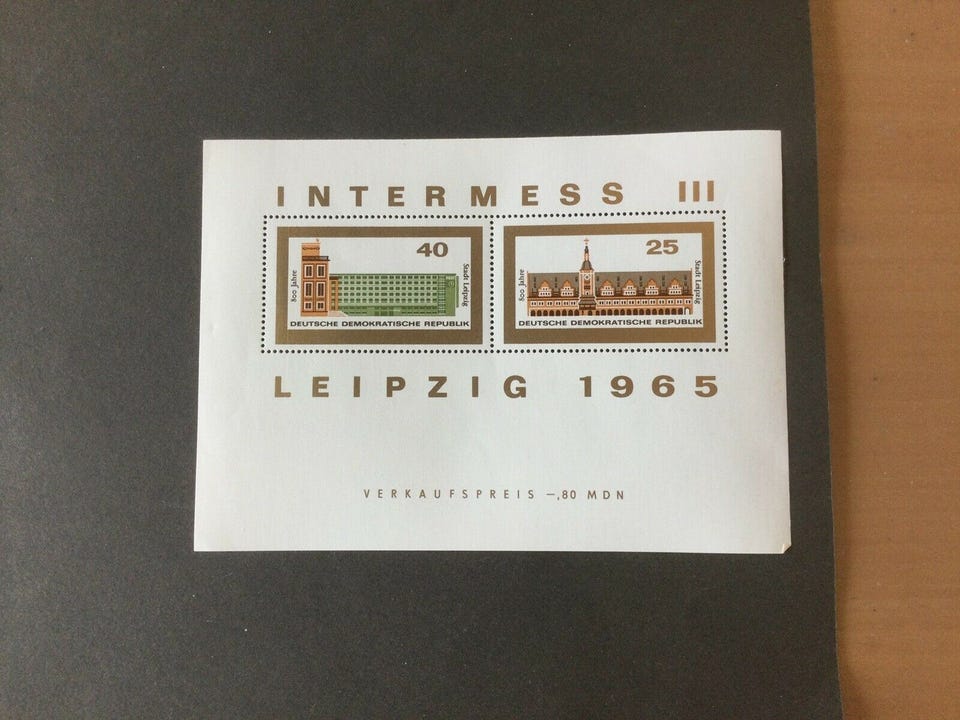 INTERMESS III
40
800 Jahre
Stadt Leipzig
DEUTSCHE DEMOKRATISCHE REPUBLIK
25
800 Jahre
Stadt Leipzig
DEUTSCHE DEMOKRATISCHE REPUBLIK
LEIPZIG 1965
VERKAUFSPREIS –,80 MDN